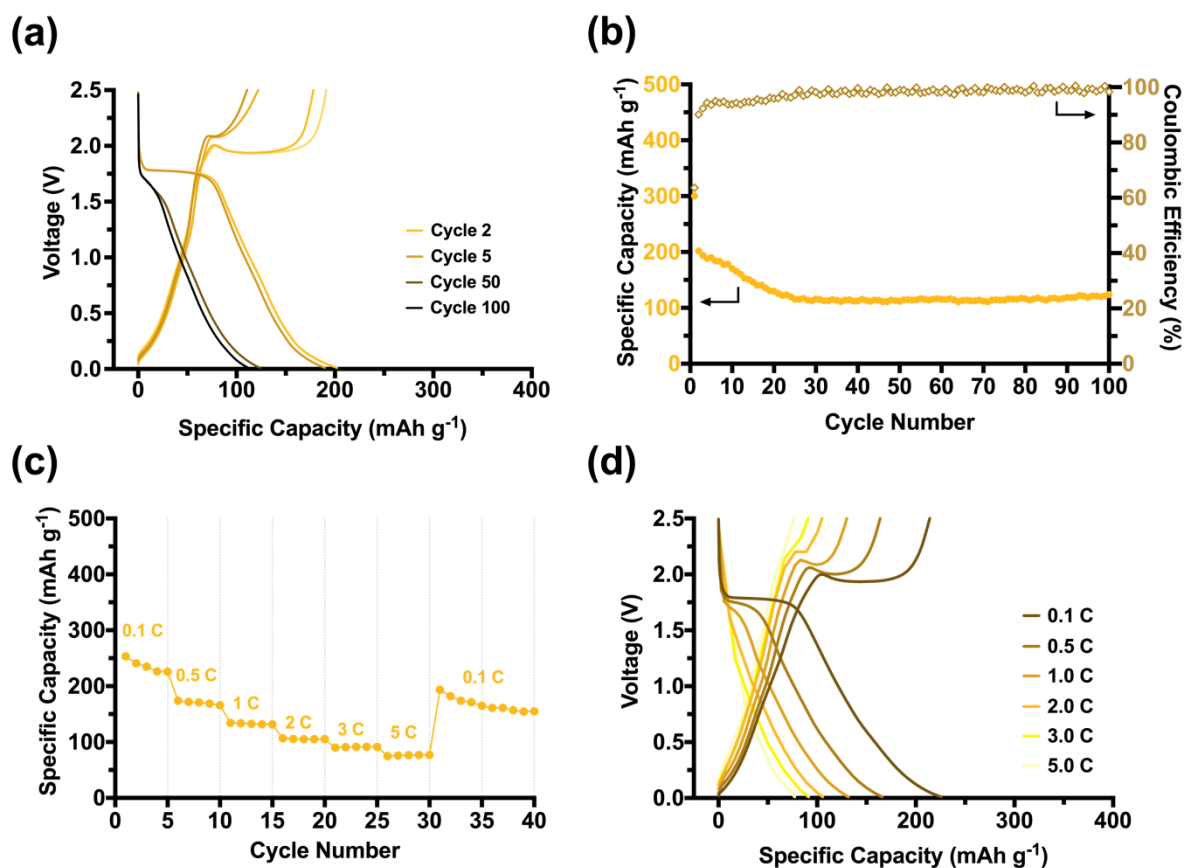 (a)
2.5
2.0
1.5
1.0
0.5
0.0
Voltage (V)
Cycle 2
Cycle 5
Cycle 50
Cycle 100
0 100 200 300 400
Specific Capacity (mAh g⁻¹)
(b)
500
400
300
200
100
0
Specific Capacity (mAh g⁻¹)
100
80
60
40
20
0
Coulombic Efficiency (%)
0 10 20 30 40 50 60 70 80 90 100
Cycle Number
(c)
500
400
300
200
100
0
Specific Capacity (mAh g⁻¹)
0.1 C
0.5 C
1 C
2 C
3 C
5 C
0.1 C
0 5 10 15 20 25 30 35 40
Cycle Number
(d)
2.5
2.0
1.5
1.0
0.5
0.0
Voltage (V)
0.1 C
0.5 C
1.0 C
2.0 C
3.0 C
5.0 C
0 100 200 300 400
Specific Capacity (mAh g⁻¹)